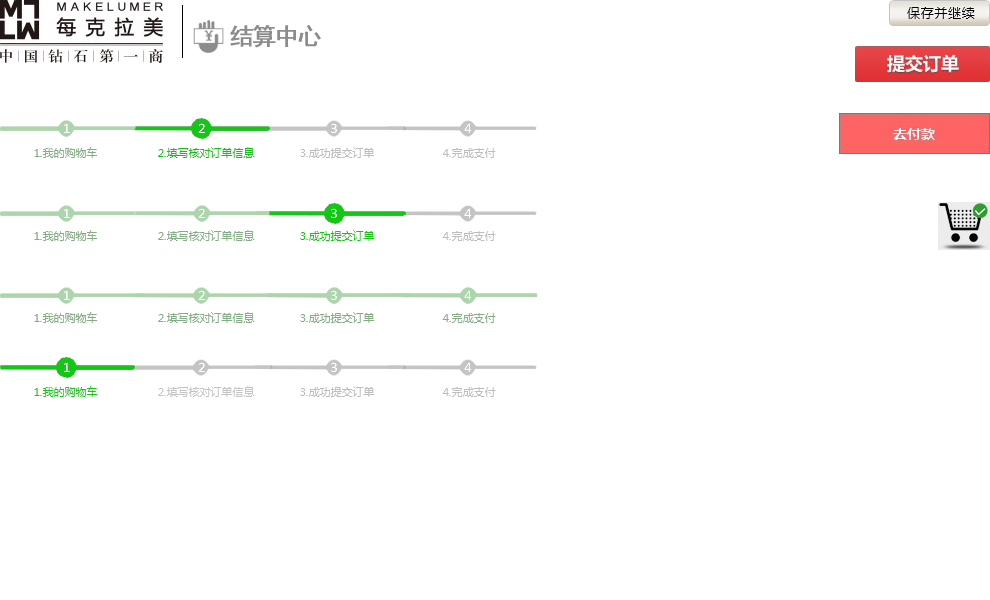 MLLW
MAKELUMER
每克拉美
中国钻石第一商
¥
结算中心
保存并继续
提交订单
去付款
1 2 3 4
1.我的购物车 2.填写核对订单信息 3.成功提交订单 4.完成支付
1 2 3 4
1.我的购物车 2.填写核对订单信息 3.成功提交订单 4.完成支付
1 2 3 4
1.我的购物车 2.填写核对订单信息 3.成功提交订单 4.完成支付
1 2 3 4
1.我的购物车 2.填写核对订单信息 3.成功提交订单 4.完成支付